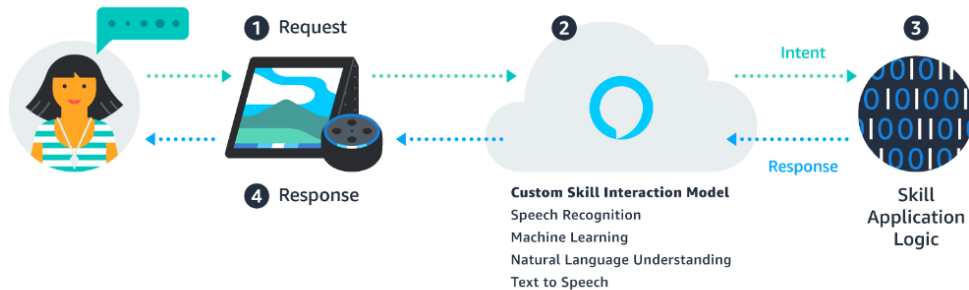 1 Request
2
3
Intent
Response
4 Response
Custom Skill Interaction Model
Speech Recognition
Machine Learning
Natural Language Understanding
Text to Speech
Skill
Application
Logic